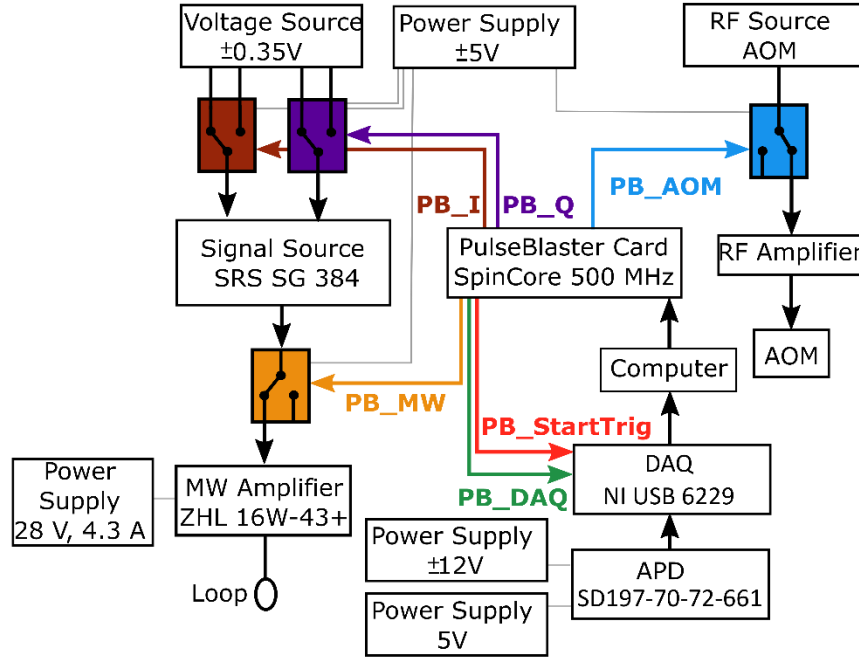 Voltage Source
±0.35V
Power Supply
±5V
RF Source
AOM
PB_I
PB_Q
PB_AOM
Signal Source
SRS SG 384
PulseBlaster Card
SpinCore 500 MHz
RF Amplifier
AOM
Computer
PB_MW
PB_StartTrig
PB_DAQ
DAQ
NI USB 6229
Power
Supply
28 V, 4.3 A
MW Amplifier
ZHL 16W-43+
Power Supply
±12V
APD
SD197-70-72-661
Loop
Power Supply
5V